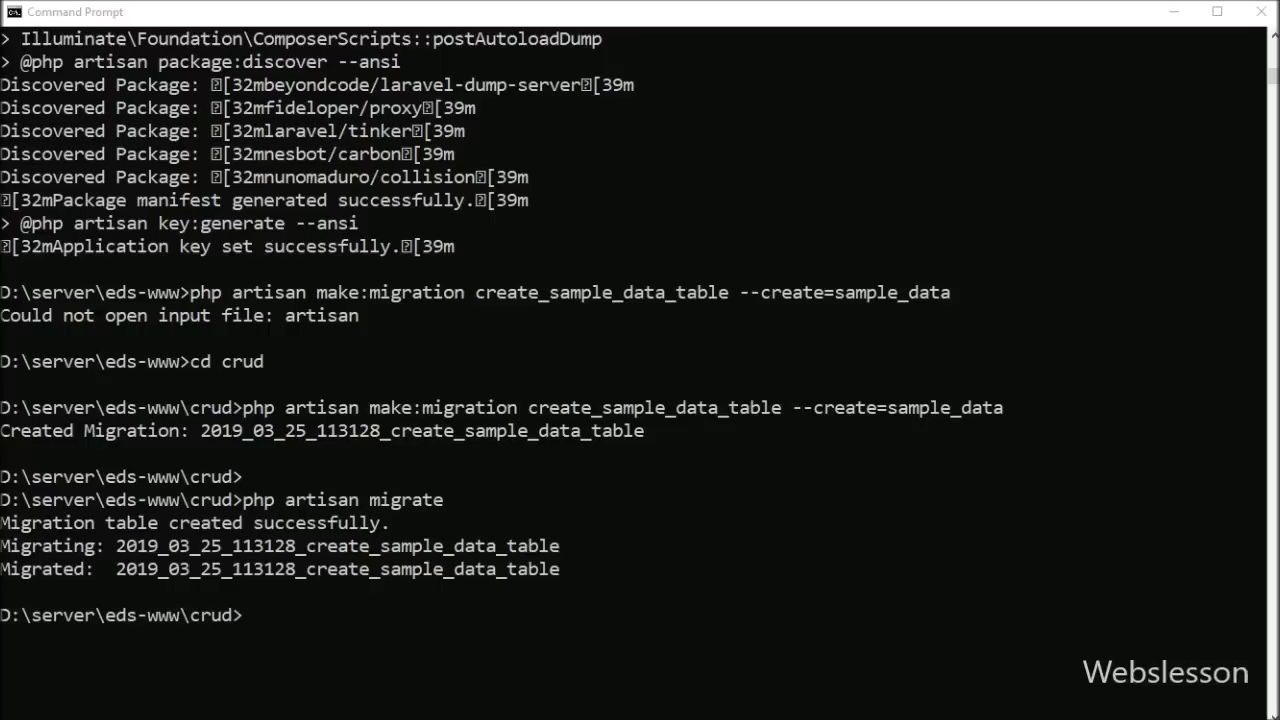 Command Prompt
> Illuminate\Foundation\ComposerScripts::postAutoloadDump
> @php artisan package:discover --ansi
Discovered Package: [32mbeyondcode/laravel-dump-server[39m
Discovered Package: [32mfideloper/proxy[39m
Discovered Package: [32mlaravel/tinker[39m
Discovered Package: [32mnesbot/carbon[39m
Discovered Package: [32mnunomaduro/collision[39m
[32mPackage manifest generated successfully.[39m
> @php artisan key:generate --ansi
[32mApplication key set successfully.[39m
D:\server\eds-www>php artisan make:migration create_sample_data_table --create=sample_data
Could not open input file: artisan
D:\server\eds-www>cd crud
D:\server\eds-www\crud>php artisan make:migration create_sample_data_table --create=sample_data
Created Migration: 2019_03_25_113128_create_sample_data_table
D:\server\eds-www\crud>
D:\server\eds-www\crud>php artisan migrate
Migration table created successfully.
Migrating: 2019_03_25_113128_create_sample_data_table
Migrated:  2019_03_25_113128_create_sample_data_table
D:\server\eds-www\crud>
Webslesson